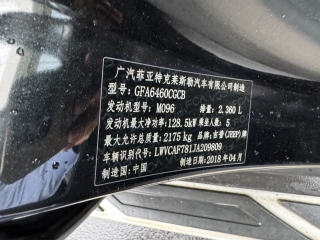 广汽菲亚特克莱斯勒汽车有限公司制造
型号: GFA6460CGCB
发动机型号: M096 排量: 2.360 L
发动机最大净功率: 128.5kW 乘坐人数: 5
最大允许总质量: 2175 kg 吉普(JEEP)牌
车辆识别代号: LWVCAF781JA209809
制造国: 中国 制造日期: 2018年04月